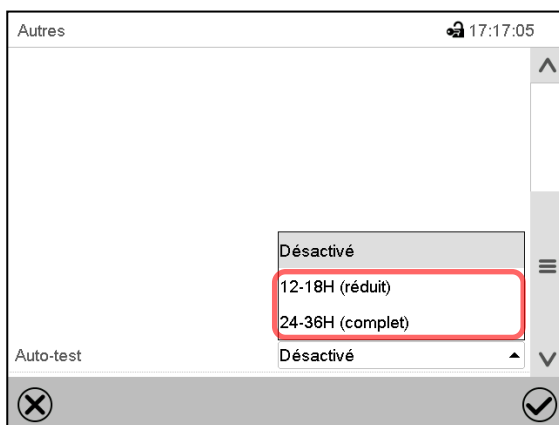 Autres 17:17:05
Désactivé
12-18H (réduit)
24-36H (complet)
Auto-test Désactivé